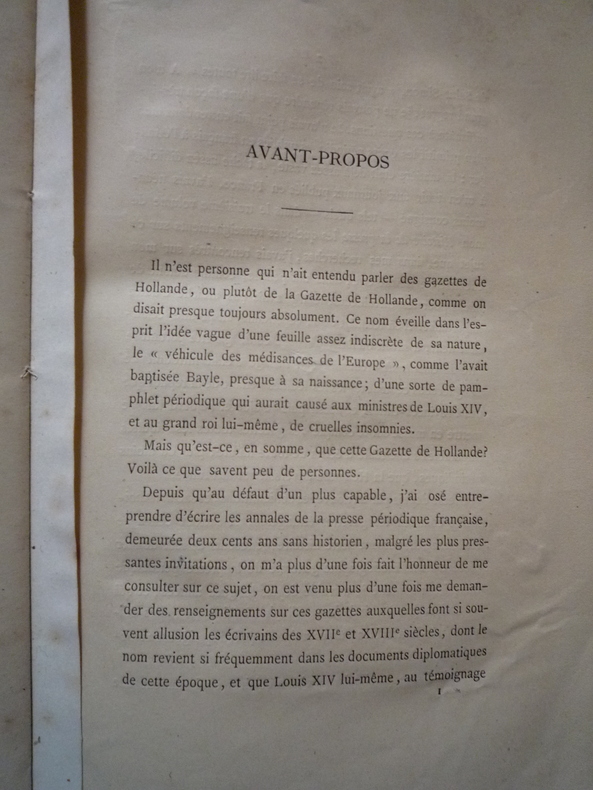 AVANT-PROPOS
Il n'est personne qui n'ait entendu parler des gazettes de
Hollande, ou plutôt de la Gazette de Hollande, comme on
disait presque toujours absolument. Ce nom éveille dans l'es-
prit l'idée vague d'une feuille assez indiscrète de sa nature,
le « véhicule des médisances de l'Europe », comme l'avait
baptisée Bayle, presque à sa naissance; d'une sorte de pam-
phlet périodique qui aurait causé aux ministres de Louis XIV,
et au grand roi lui-même, de cruelles insomnies.
Mais qu'est-ce, en somme, que cette Gazette de Hollande?
Voilà ce que savent peu de personnes.
Depuis qu'au défaut d'un plus capable, j'ai osé entre-
prendre d'écrire les annales de la presse périodique française,
demeurée deux cents ans sans historien, malgré les plus pres-
santes invitations, on m'a plus d'une fois fait l'honneur de me
consulter sur ce sujet, on est venu plus d'une fois me deman-
der des renseignements sur ces gazettes auxquelles font si sou-
vent allusion les écrivains des XVIIe et XVIIIe siècles, dont le
nom revient si fréquemment dans les documents diplomatiques
de cette époque, et que Louis XIV lui-même, au témoignage
1